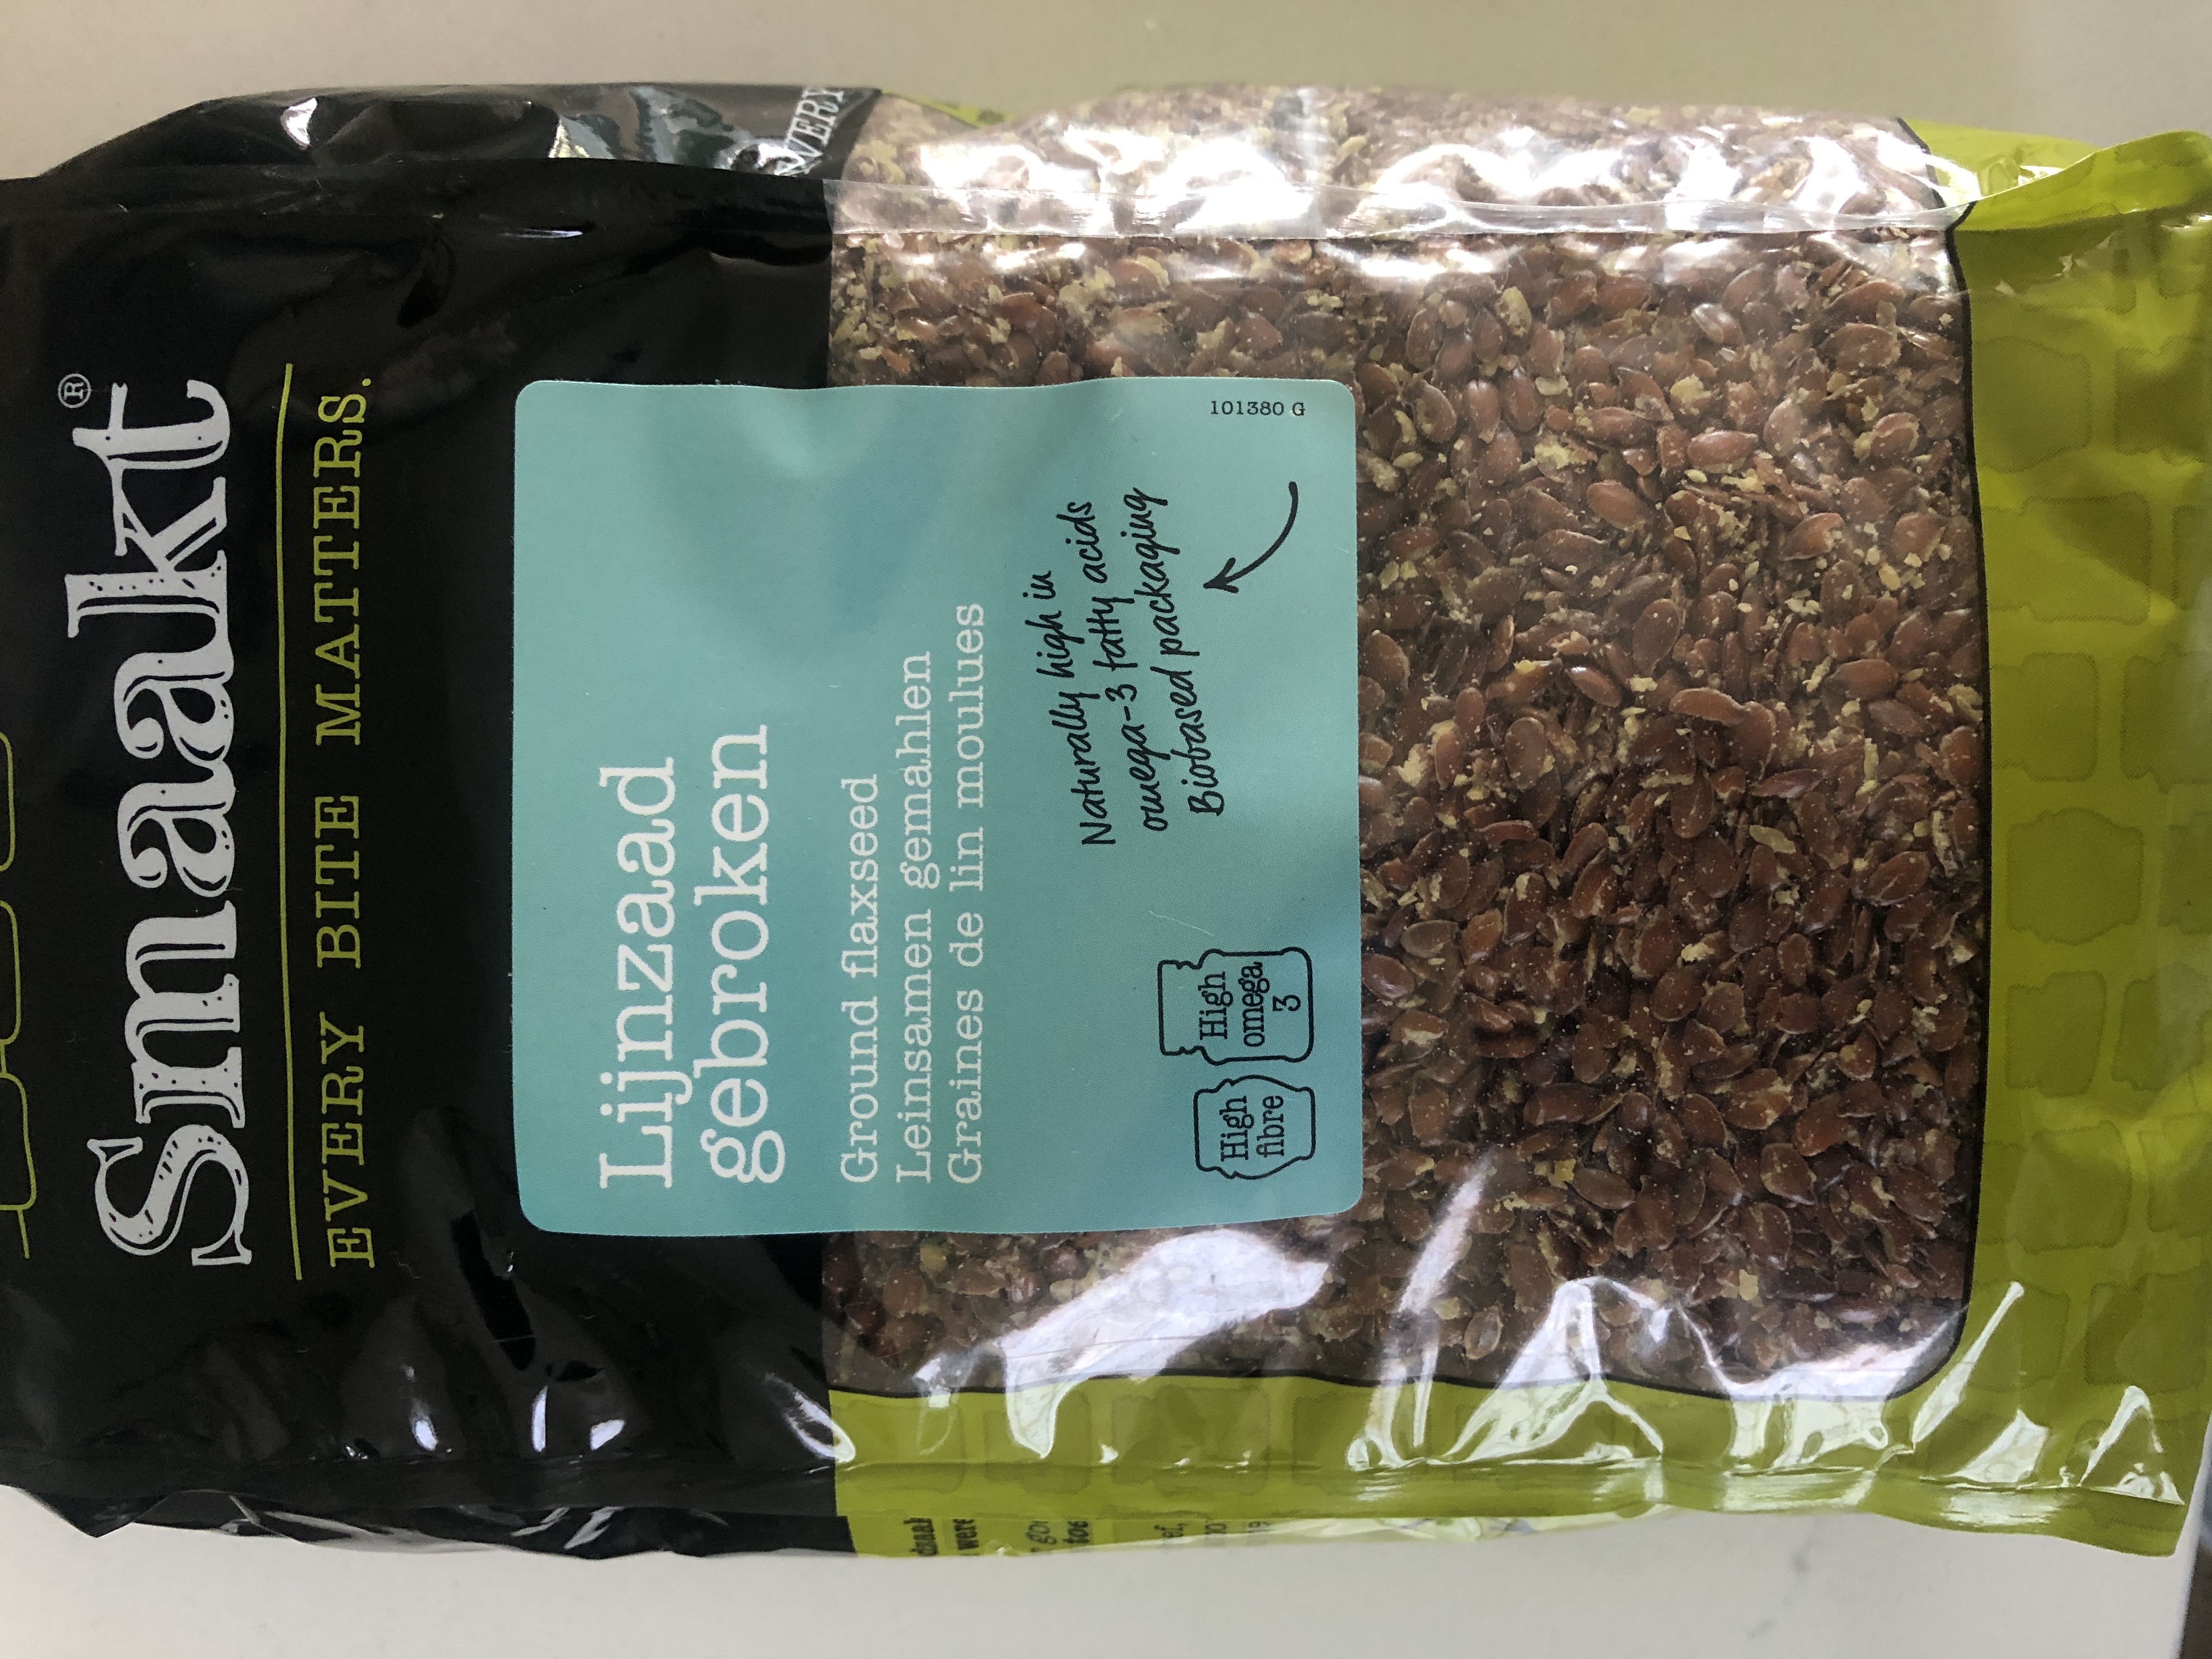 Smaakt®
EVERY BITE MATTERS.
Lijnzaad
gebroken
Ground flaxseed
Leinsamen gemahlen
Graines de lin moulues
Naturally high in
omega-3 fatty acids
Biobased packaging
High
fibre
High
omega
3
101380 G